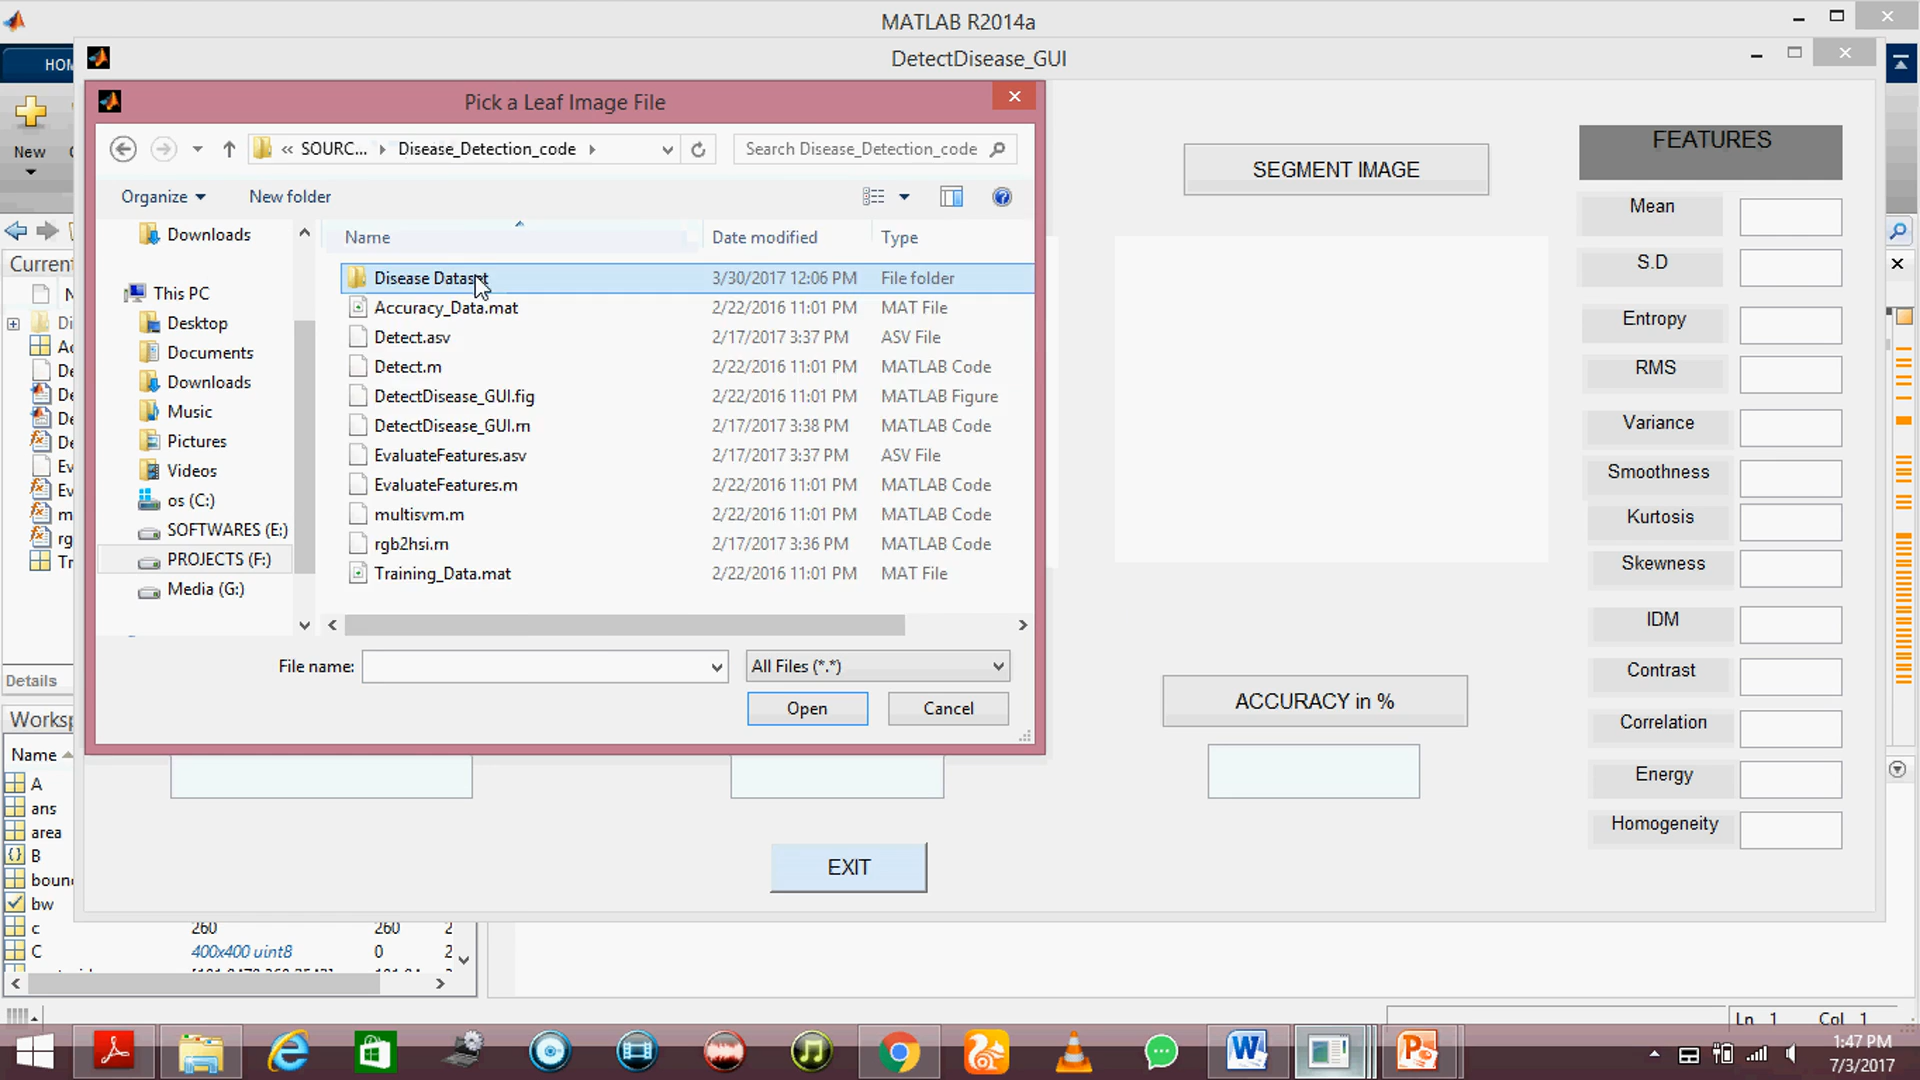 MATLAB R2014a
DetectDisease_GUI
HOM
New
Pick a Leaf Image File
« SOURC... Disease_Detection_code
Search Disease_Detection_code
Organize
New folder
Name
Date modified
Type
Disease Dataset 3/30/2017 12:06 PM File folder
Accuracy_Data.mat 2/22/2016 11:01 PM MAT File
Detect.asv 2/17/2017 3:37 PM ASV File
Detect.m 2/22/2016 11:01 PM MATLAB Code
DetectDisease_GUI.fig 2/22/2016 11:01 PM MATLAB Figure
DetectDisease_GUI.m 2/17/2017 3:38 PM MATLAB Code
EvaluateFeatures.asv 2/17/2017 3:37 PM ASV File
EvaluateFeatures.m 2/22/2016 11:01 PM MATLAB Code
multisvm.m 2/22/2016 11:01 PM MATLAB Code
rgb2hsi.m 2/17/2017 3:36 PM MATLAB Code
Training_Data.mat 2/22/2016 11:01 PM MAT File
Downloads
This PC
Desktop
Documents
Downloads
Music
Pictures
Videos
os (C:)
SOFTWARES (E:)
PROJECTS (F:)
Media (G:)
File name:
All Files (*.*)
Open
Cancel
SEGMENT IMAGE
ACCURACY in %
EXIT
FEATURES
Mean
S.D
Entropy
RMS
Variance
Smoothness
Kurtosis
Skewness
IDM
Contrast
Correlation
Energy
Homogeneity
Current
Details
Worksp
Name
A
ans
area
B
boun
bw
c 260 260 2
C 400x400 uint8 0 2
Ln 1 Col 1
1:47 PM
7/3/2017